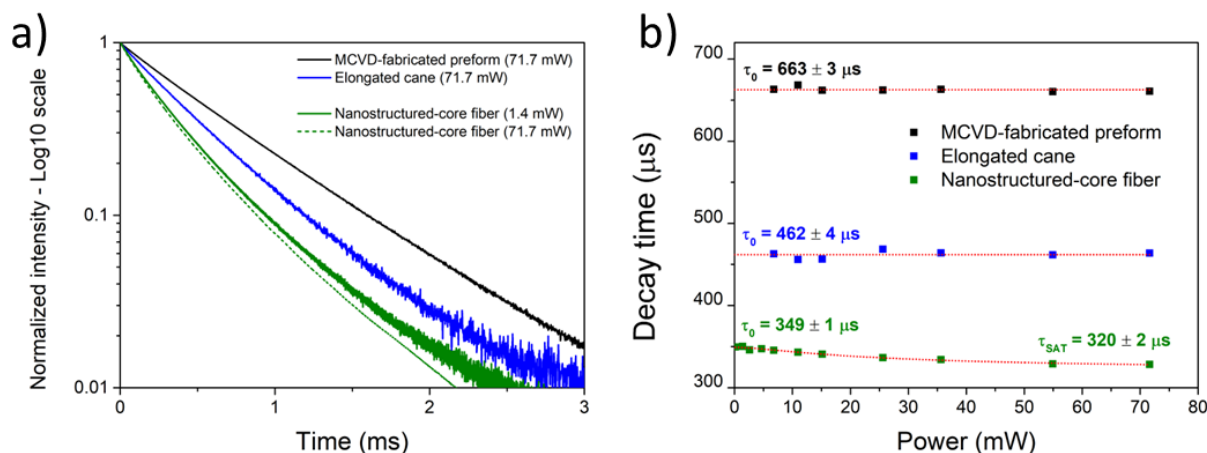 a)
Normalized intensity - Log10 scale
1
0.1
0.01
0
1
2
3
Time (ms)
MCVD-fabricated preform (71.7 mW)
Elongated cane (71.7 mW)
Nanostructured-core fiber (1.4 mW)
Nanostructured-core fiber (71.7 mW)
b)
Decay time (μs)
700
600
500
400
300
0
10
20
30
40
50
60
70
80
Power (mW)
τ0 = 663 ± 3 μs
MCVD-fabricated preform
Elongated cane
Nanostructured-core fiber
τ0 = 462 ± 4 μs
τ0 = 349 ± 1 μs
τSAT = 320 ± 2 μs